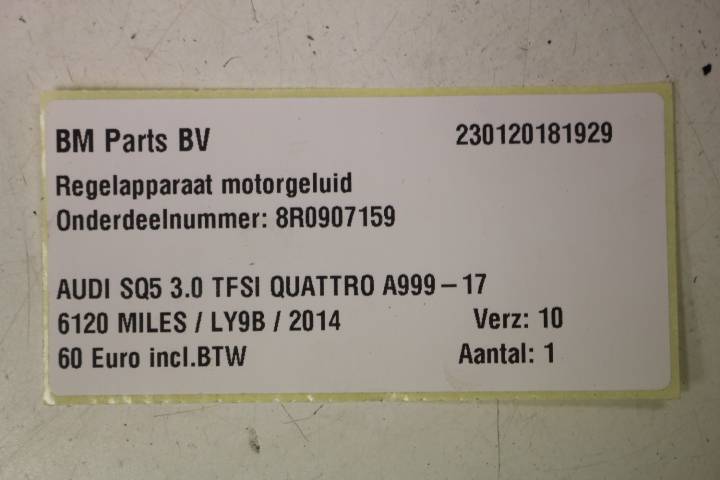 BM Parts BV 230120181929
Regelapparaat motorgeluid
Onderdeelnummer: 8R0907159
AUDI SQ5 3.0 TFSI QUATTRO A999-17
6120 MILES / LY9B / 2014 Verz: 10
60 Euro incl.BTW Aantal: 1